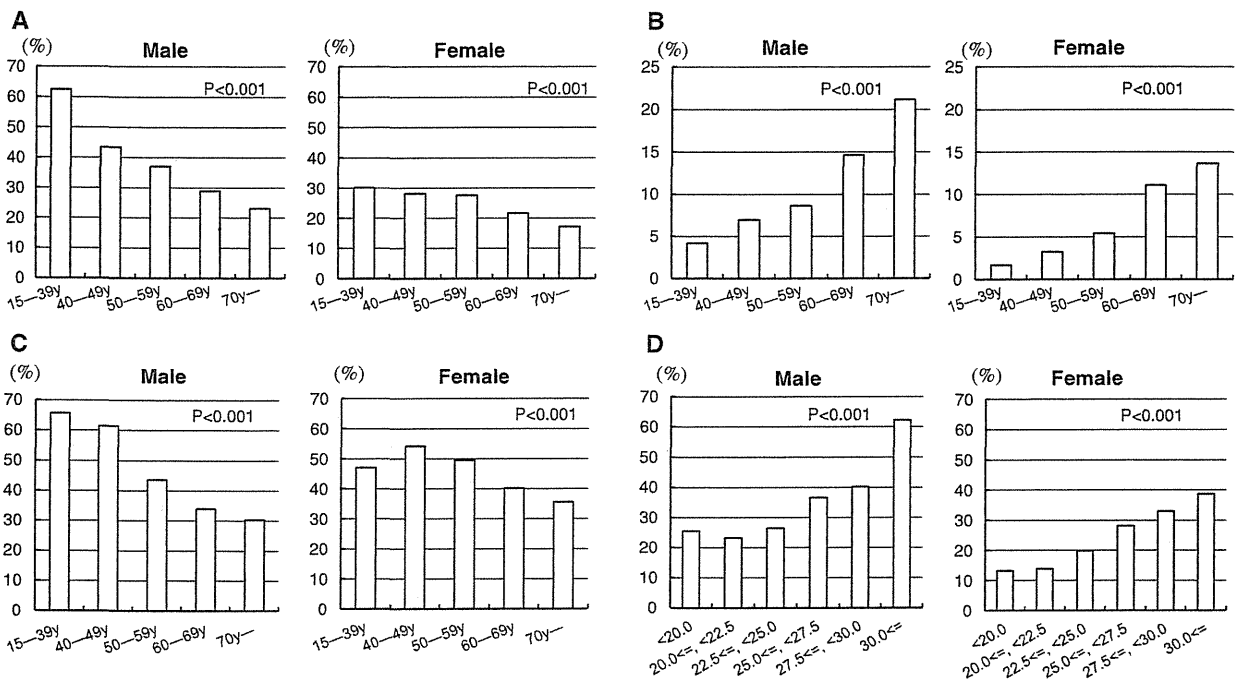 A
(%)
Male
P<0.001
70
60
50
40
30
20
10
0
15—39y
40—49y
50—59y
60—69y
70y—
Female
P<0.001
70
60
50
40
30
20
10
0
15—39y
40—49y
50—59y
60—69y
70y—
B
(%)
Male
P<0.001
25
20
15
10
5
0
15—39y
40—49y
50—59y
60—69y
70y—
(%)
Female
P<0.001
25
20
15
10
5
0
15—39y
40—49y
50—59y
60—69y
70y—
C
(%)
Male
P<0.001
70
60
50
40
30
20
10
0
15—39y
40—49y
50—59y
60—69y
70y—
(%)
Female
P<0.001
70
60
50
40
30
20
10
0
15—39y
40—49y
50—59y
60—69y
70y—
D
(%)
Male
P<0.001
70
60
50
40
30
20
10
0
<20.0
20.0<=, <22.5
22.5<=, <25.0
25.0<=, <27.5
27.5<=, <30.0
30.0<=
(%)
Female
P<0.001
70
60
50
40
30
20
10
0
<20.0
20.0<=, <22.5
22.5<=, <25.0
25.0<=, <27.5
27.5<=, <30.0
30.0<=